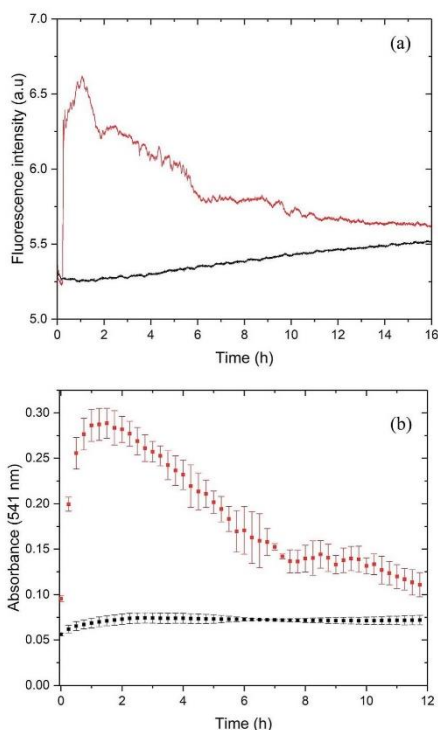 (a)
Fluorescence intensity (a.u)
7.0
6.5
6.0
5.5
5.0
0 2 4 6 8 10 12 14 16
Time (h)
(b)
Absorbance (541 nm)
0.30
0.25
0.20
0.15
0.10
0.05
0.00
0 2 4 6 8 10 12
Time (h)